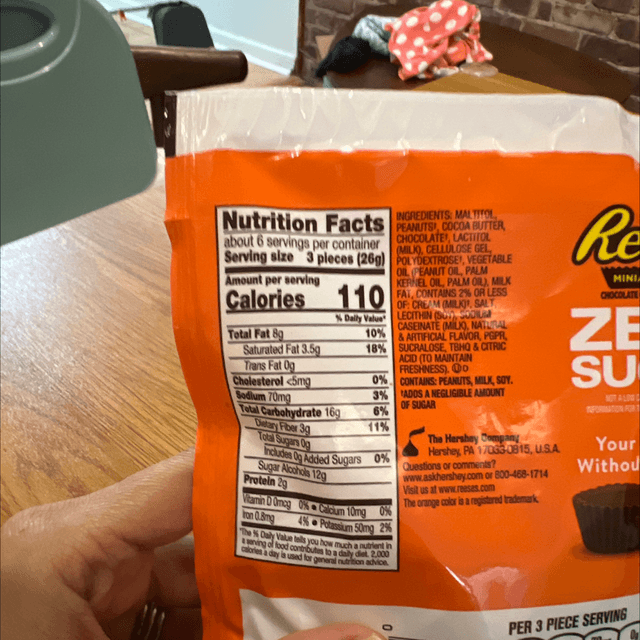 Nutrition Facts
about 6 servings per container
Serving size 3 pieces (26g)
Amount per serving
Calories 110
% Daily Value*
Total Fat 8g 10%
Saturated Fat 3.5g 18%
Trans Fat 0g
Cholesterol <5mg 0%
Sodium 70mg 3%
Total Carbohydrate 16g 6%
Dietary Fiber 3g 11%
Total Sugars 0g
Includes 0g Added Sugars 0%
Sugar Alcohols 12g
Protein 2g
Vitamin D 0mcg 0% • Calcium 10mg 0%
Iron 0.8mg 4% • Potassium 50mg 2%
*The % Daily Value tells you how much a nutrient in
a serving of food contributes to a daily diet. 2,000
calories a day is used for general nutrition advice.
INGREDIENTS: MALTITOL,
PEANUTS†, COCOA BUTTER,
CHOCOLATE†, LACTITOL
(MILK), CELLULOSE GEL,
POLYDEXTROSE†, VEGETABLE
OIL (PEANUT OIL, PALM
KERNEL OIL, PALM OIL), MILK
FAT, CONTAINS 2% OR LESS
OF: CREAM (MILK)†, SALT,
LECITHIN (SOY), SODIUM
CASEINATE (MILK), NATURAL
& ARTIFICIAL FLAVOR, PGPR,
SUCRALOSE, TBHQ & CITRIC
ACID (TO MAINTAIN
FRESHNESS). ⓊD
CONTAINS: PEANUTS, MILK, SOY.
†ADDS A NEGLIGIBLE AMOUNT
OF SUGAR
The Hershey Company
Hershey, PA 17033-0815, U.S.A.
Questions or comments?
www.askhershey.com or 800-468-1714
Visit us at www.reeses.com
The orange color is a registered trademark.
Re
MINI
CHOCOLATE
ZE
SU
NOT A LOW C
INFORMATION FO
Your
Withou
PER 3 PIECE SERVING